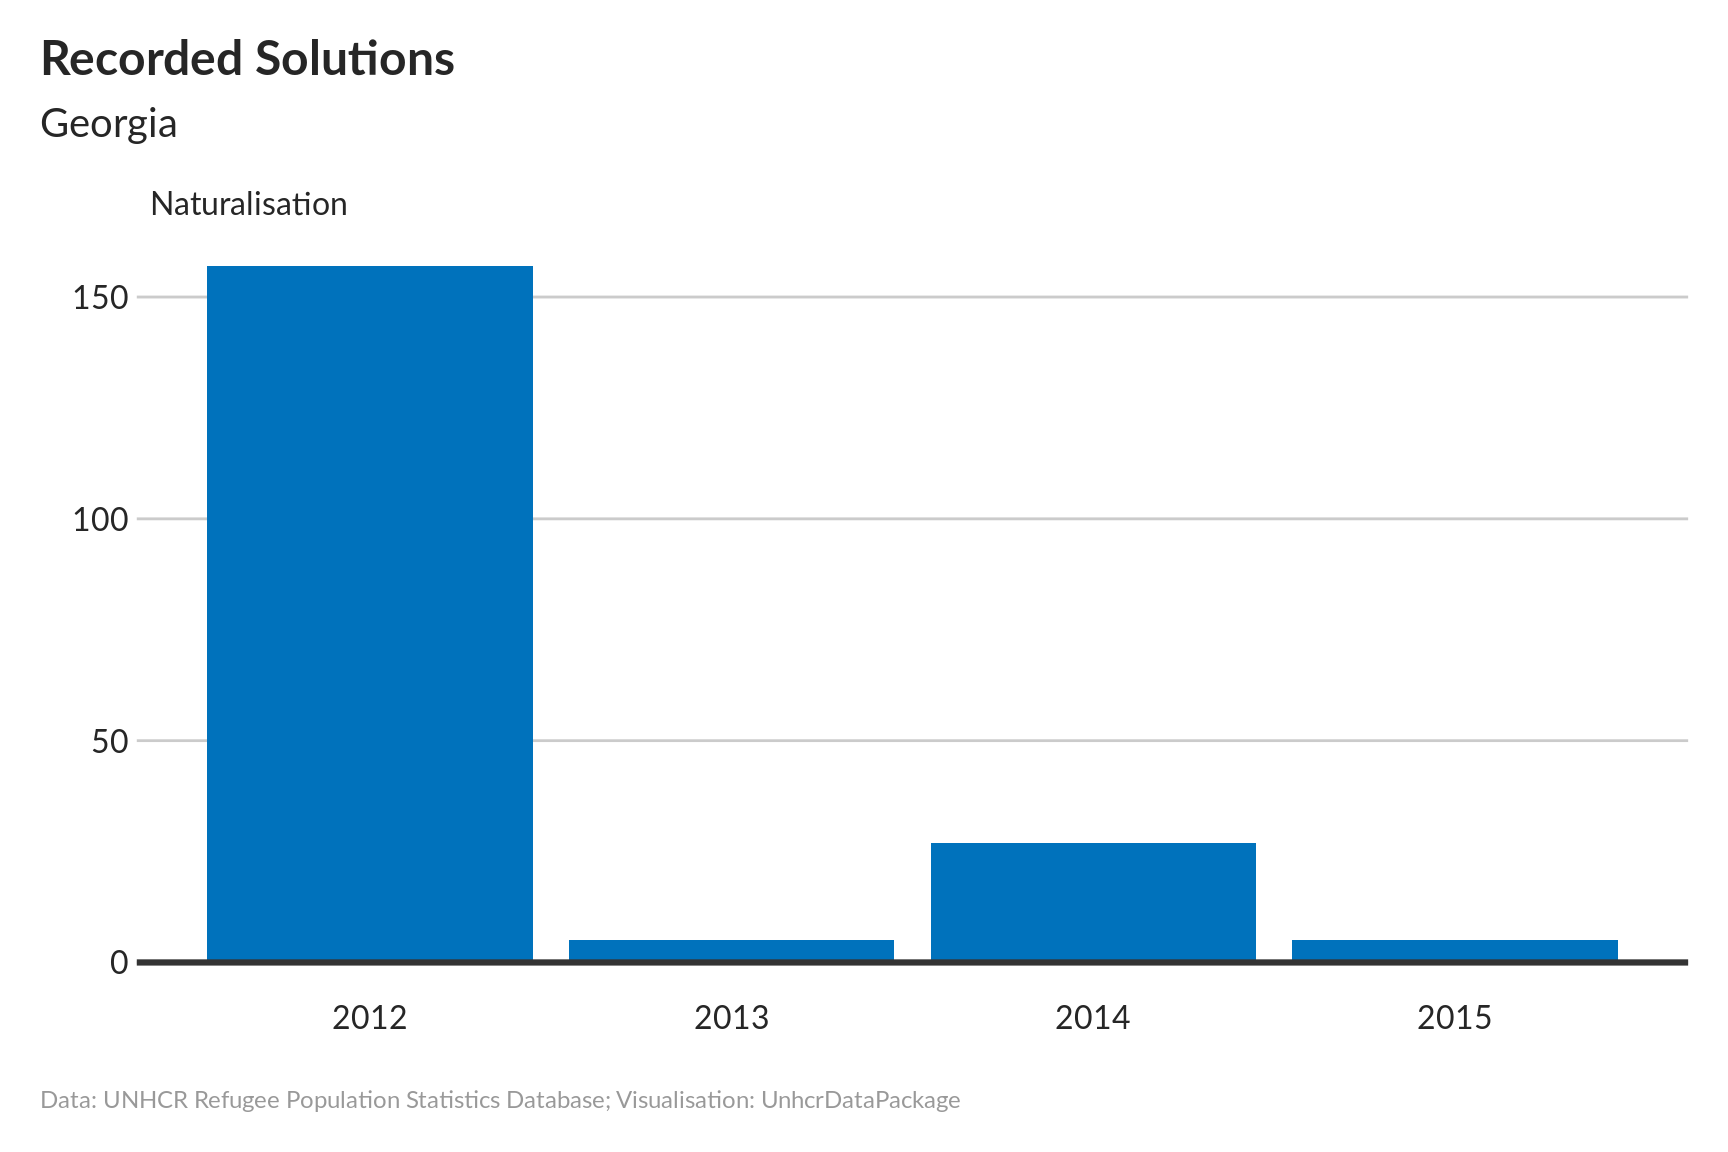 Recorded Solutions
Georgia
Naturalisation
150
100
50
0
2012 2013 2014 2015
Data: UNHCR Refugee Population Statistics Database; Visualisation: UnhcrDataPackage